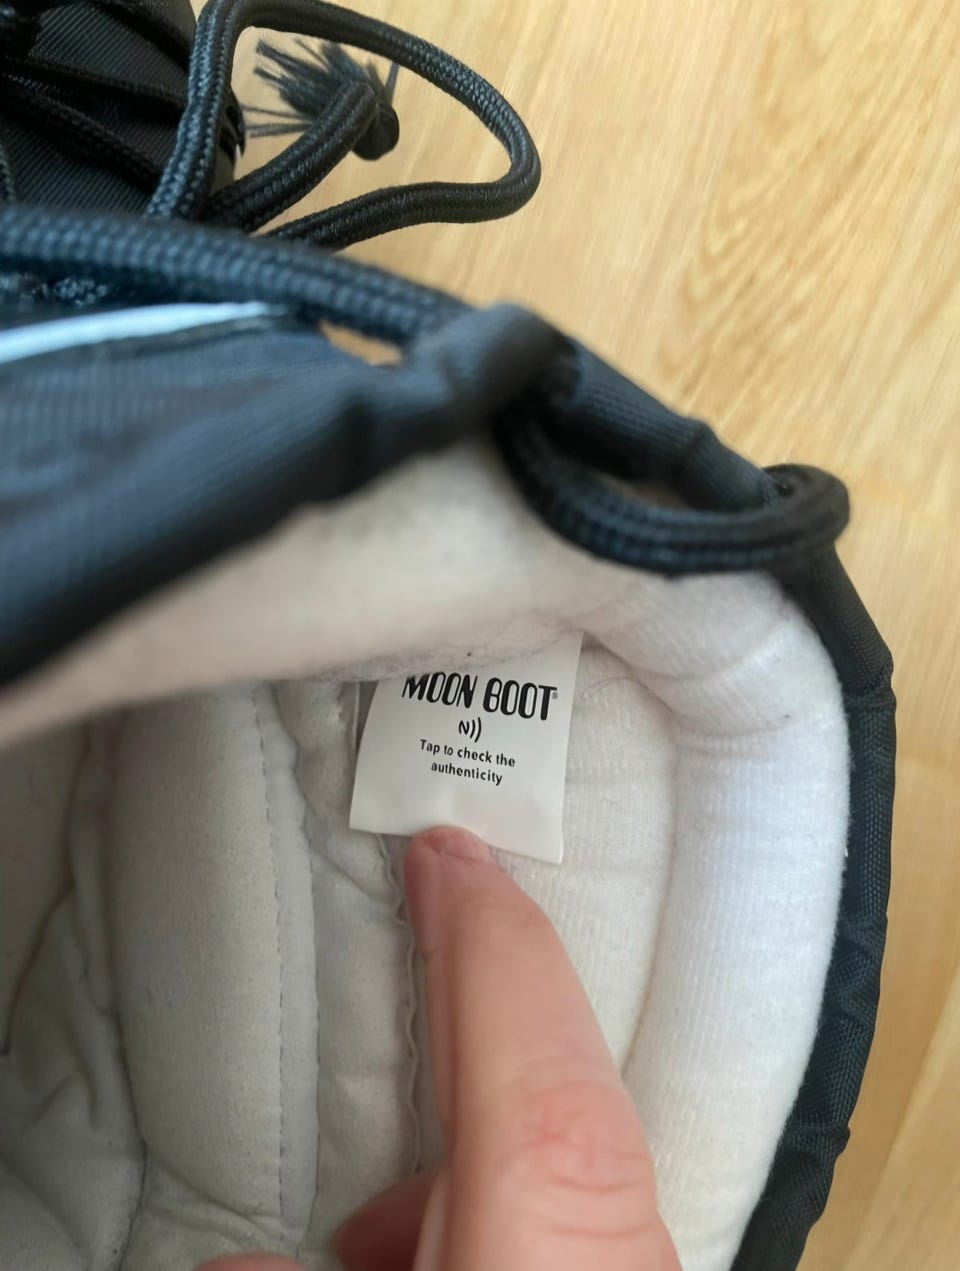 MOON BOOT
N))
Tap to check the
authenticity